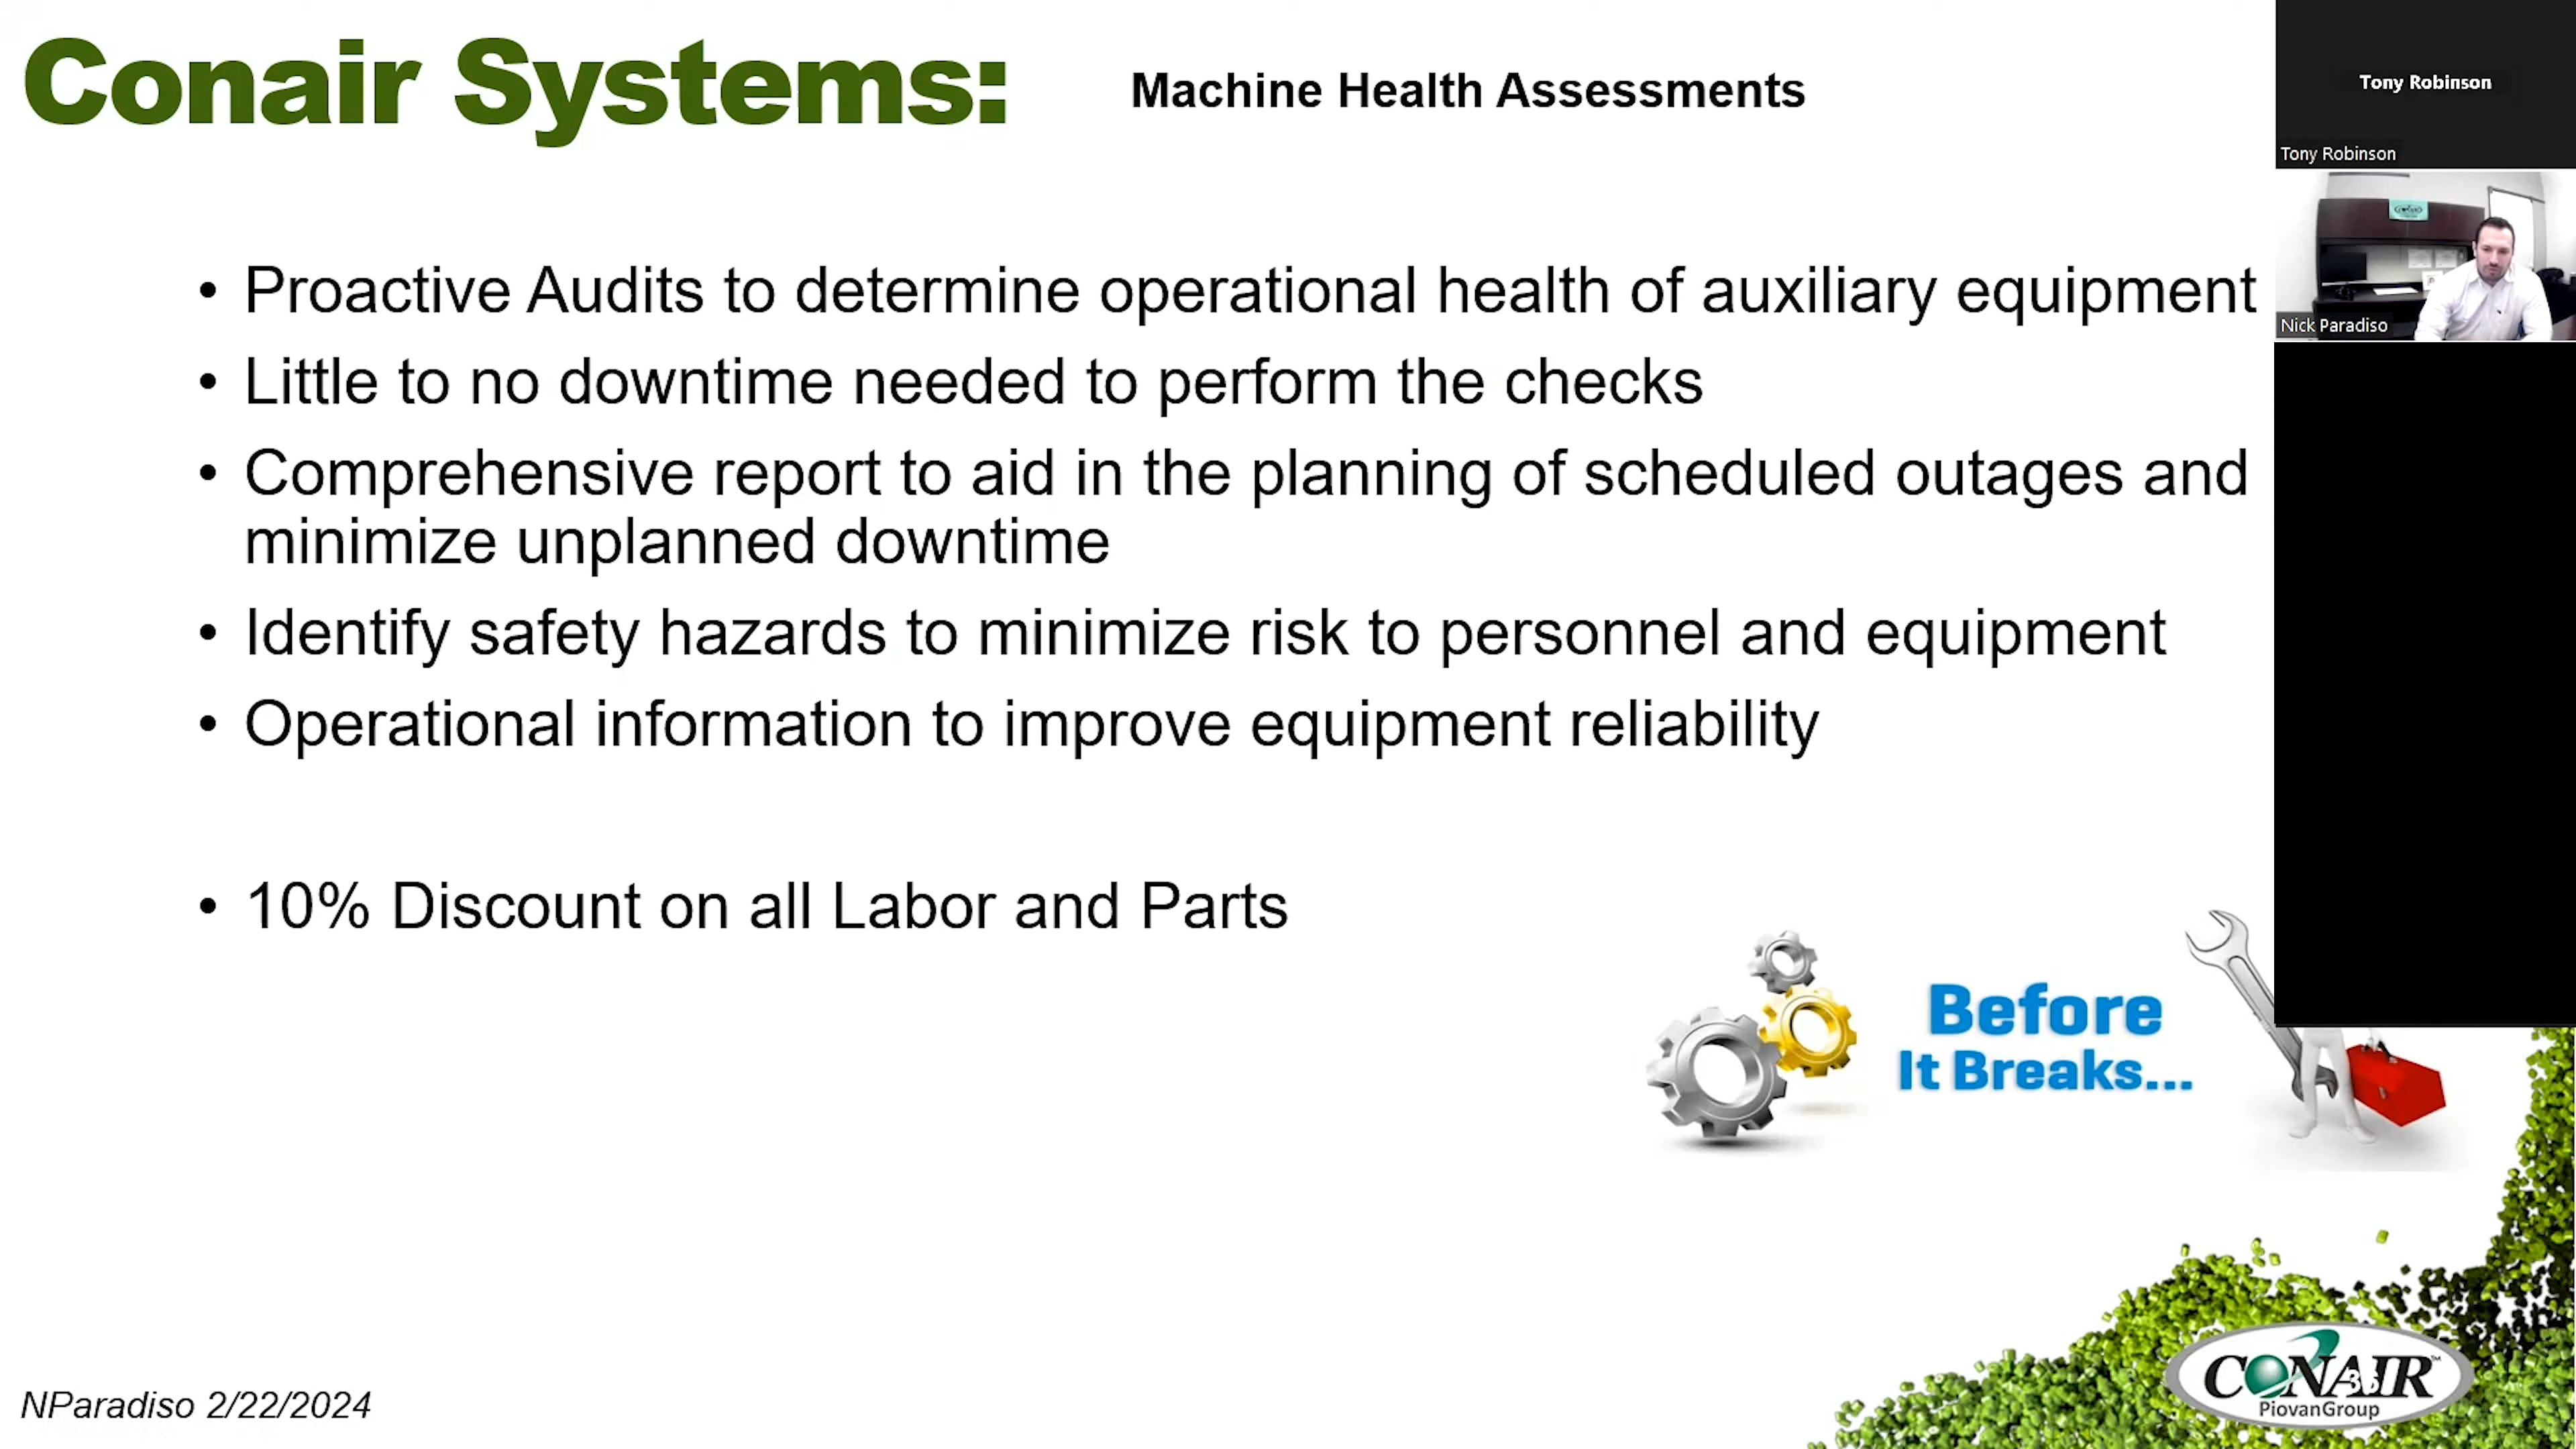 Conair Systems:
Machine Health Assessments
Tony Robinson
Tony Robinson
Nick Paradiso
• Proactive Audits to determine operational health of auxiliary equipment
• Little to no downtime needed to perform the checks
• Comprehensive report to aid in the planning of scheduled outages and
minimize unplanned downtime
• Identify safety hazards to minimize risk to personnel and equipment
• Operational information to improve equipment reliability
• 10% Discount on all Labor and Parts
Before
It Breaks...
NParadiso 2/22/2024
CONAIR™
PiovanGroup